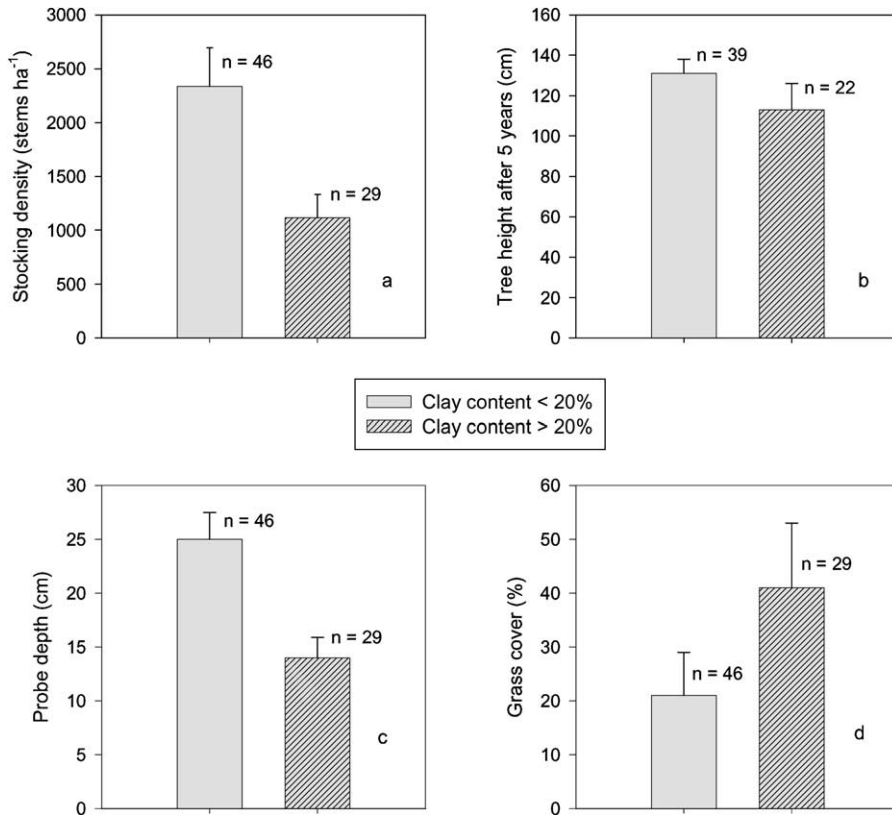 Stocking density (stems ha⁻¹)
3000
2500
2000
1500
1000
500
0
n = 46
n = 29
a
Tree height after 5 years (cm)
160
140
120
100
80
60
40
20
0
n = 39
n = 22
b
Clay content < 20%
Clay content > 20%
Probe depth (cm)
30
25
20
15
10
5
0
n = 46
n = 29
c
Grass cover (%)
60
50
40
30
20
10
0
n = 46
n = 29
d